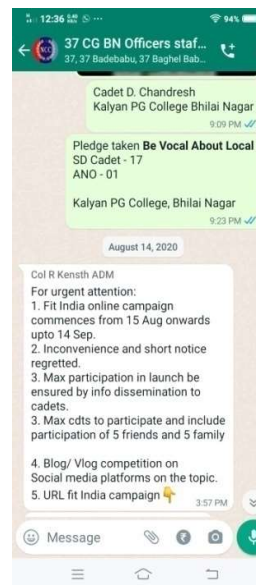 12:36
94%
37 CG BN Officers staf...
37, 37 Badebabu, 37 Baghel Bab...
Cadet D. Chandresh
Kalyan PG College Bhilai Nagar
9:09 PM
Pledge taken Be Vocal About Local
SD Cadet - 17
ANO - 01
Kalyan PG College, Bhilai Nagar
9:23 PM
August 14, 2020
Col R Kensth ADM
For urgent attention:
1. Fit India online campaign
commences from 15 Aug onwards
upto 14 Sep.
2. Inconvenience and short notice
regretted.
3. Max participation in launch be
ensured by info dissemination to
cadets.
3. Max cdts to participate and include
participation of 5 friends and 5 family
4. Blog/ Vlog competition on
Social media platforms on the topic.
5. URL fit India campaign 👇
3:57 PM
Message